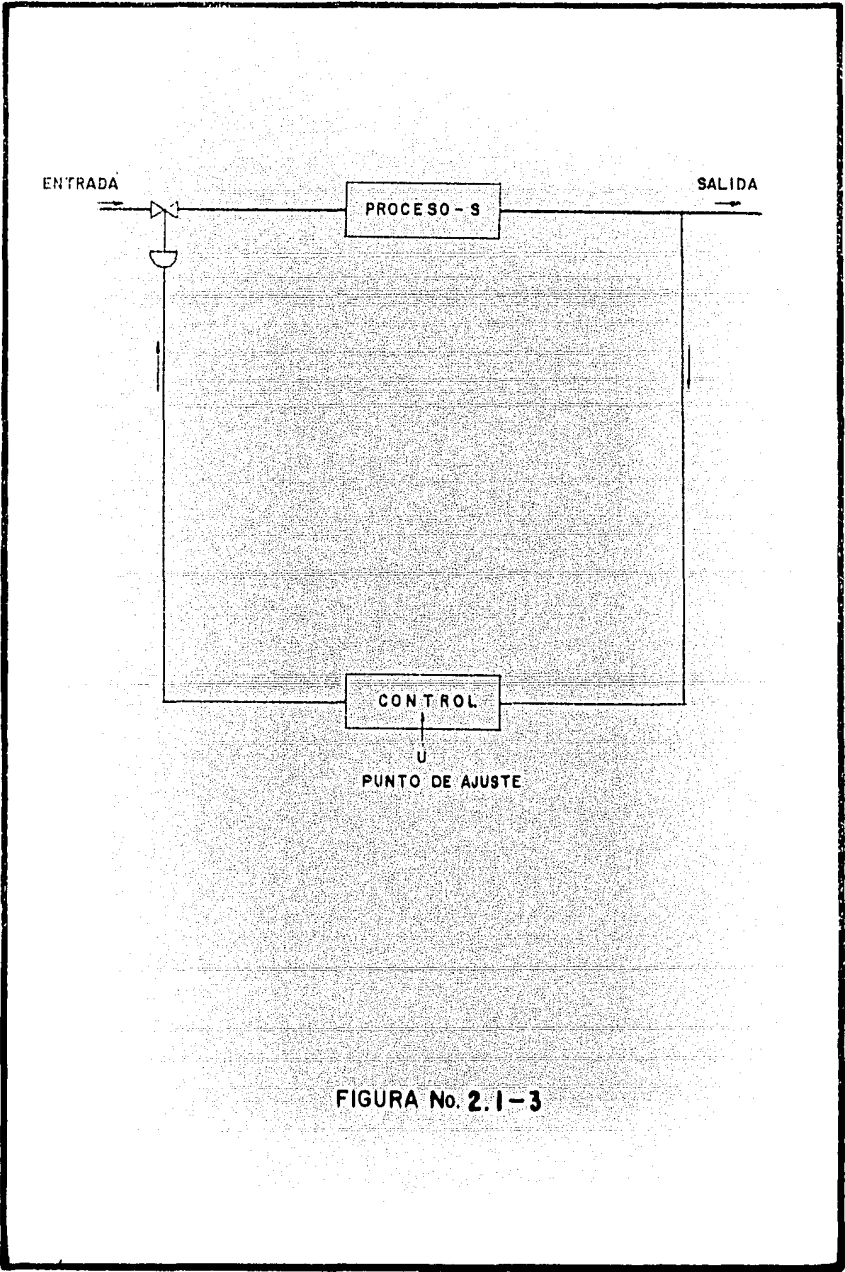 ENTRADA
SALIDA
PROCESO-S
CONTROL
U
PUNTO DE AJUSTE
FIGURA No. 2.1-3